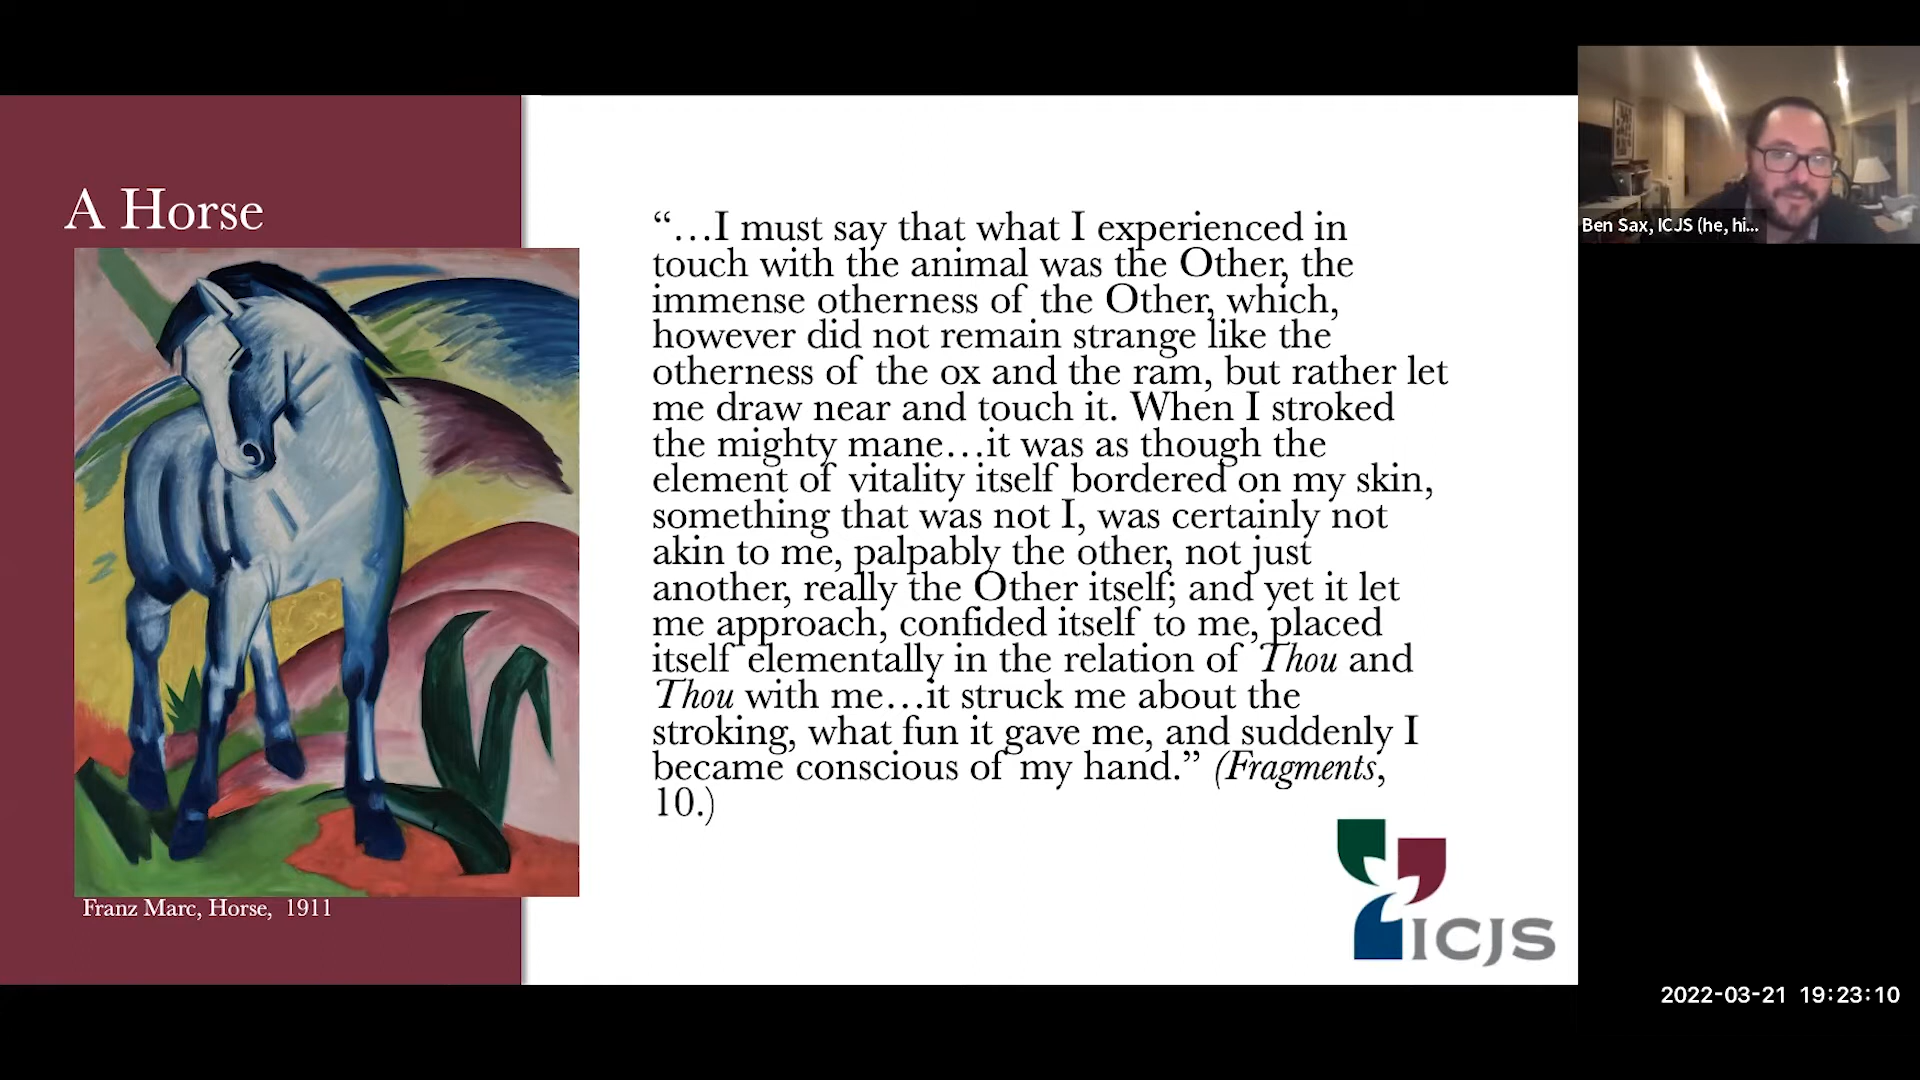 A Horse
Franz Marc, Horse, 1911
“…I must say that what I experienced in
touch with the animal was the Other, the
immense otherness of the Other, which,
however did not remain strange like the
otherness of the ox and the ram, but rather let
me draw near and touch it. When I stroked
the mighty mane…it was as though the
element of vitality itself bordered on my skin,
something that was not I, was certainly not
akin to me, palpably the other, not just
another, really the Other itself; and yet it let
me approach, confided itself to me, placed
itself elementally in the relation of Thou and
Thou with me…it struck me about the
stroking, what fun it gave me, and suddenly I
became conscious of my hand.” (Fragments,
10.)
ICJS
Ben Sax, ICJS (he, hi...
2022-03-21 19:23:10